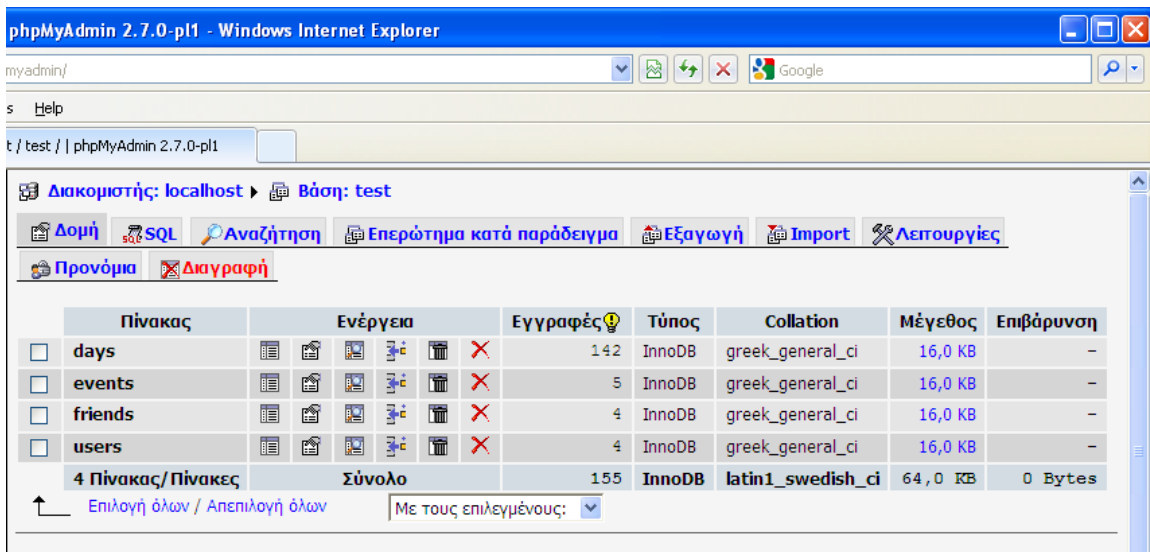 phpMyAdmin 2.7.0-pl1 - Windows Internet Explorer
myadmin/ Google
s Help
t / test / | phpMyAdmin 2.7.0-pl1
Διακομιστής: localhost Βάση: test
Δομή SQL Αναζήτηση Επερώτημα κατά παράδειγμα Εξαγωγή Import Λειτουργίες
Προνόμια Διαγραφή
Πίνακας Ενέργεια Εγγραφές Τύπος Collation Μέγεθος Επιβάρυνση
days 142 InnoDB greek_general_ci 16,0 KB -
events 5 InnoDB greek_general_ci 16,0 KB -
friends 4 InnoDB greek_general_ci 16,0 KB -
users 4 InnoDB greek_general_ci 16,0 KB -
4 Πίνακας/Πίνακες Σύνολο 155 InnoDB latin1_swedish_ci 64,0 KB 0 Bytes
Επιλογή όλων / Απεπιλογή όλων Με τους επιλεγμένους: